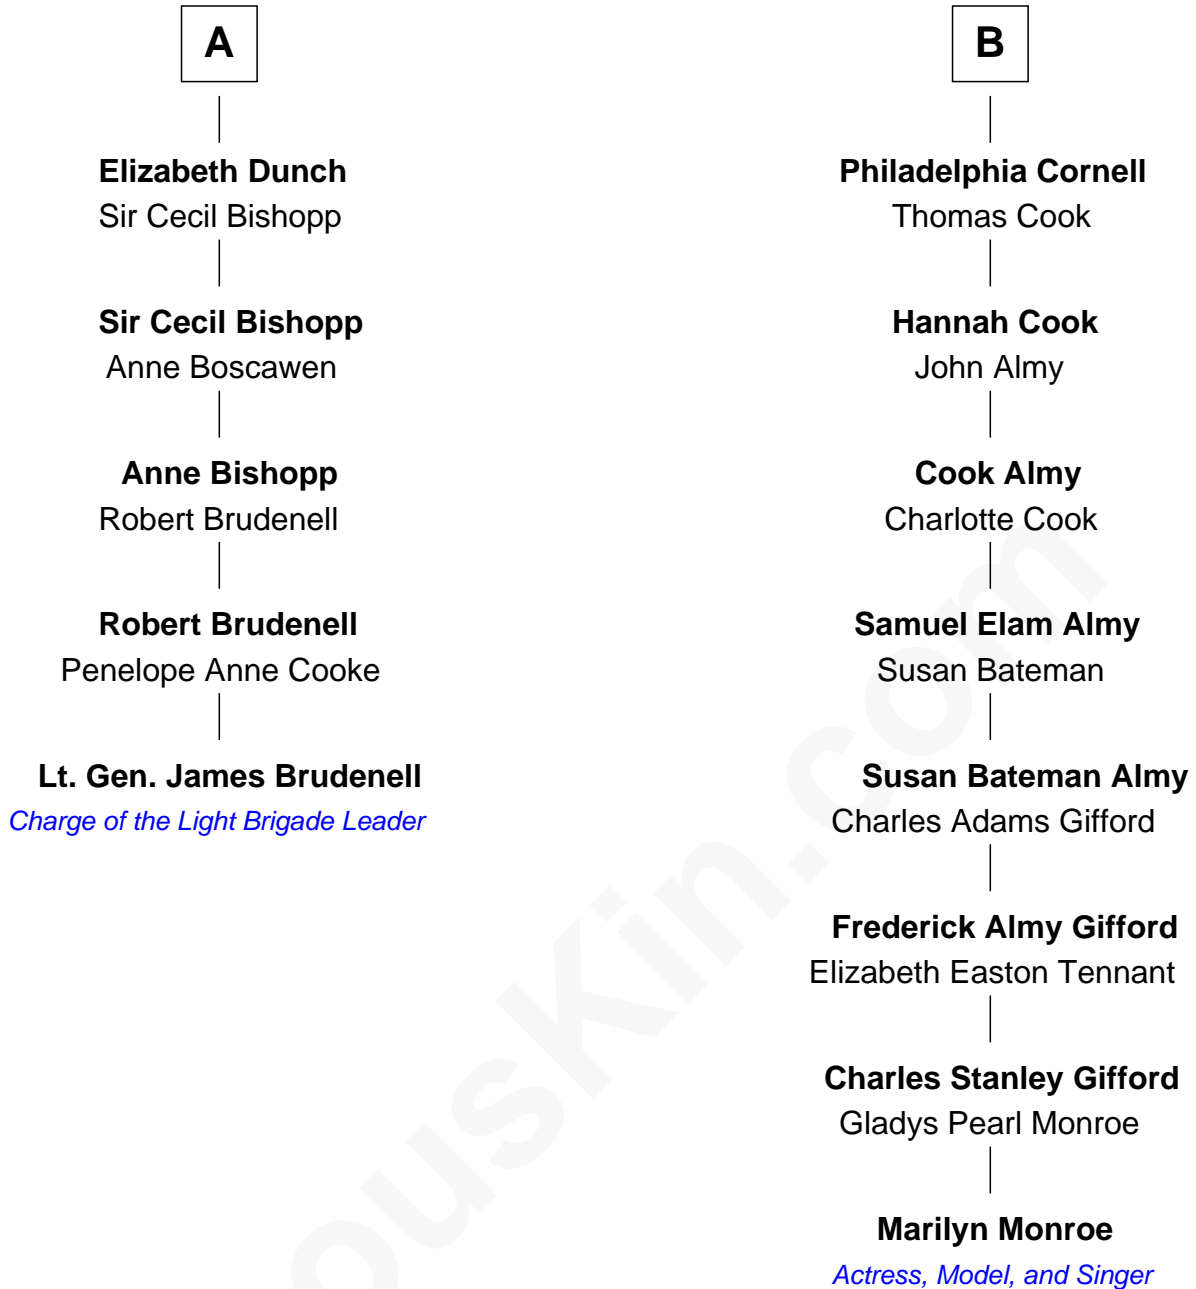 A
Elizabeth Dunch
Sir Cecil Bishopp
Sir Cecil Bishopp
Anne Boscawen
Anne Bishopp
Robert Brudenell
Robert Brudenell
Penelope Anne Cooke
Lt. Gen. James Brudenell
Charge of the Light Brigade Leader
B
Philadelphia Cornell
Thomas Cook
Hannah Cook
John Almy
Cook Almy
Charlotte Cook
Samuel Elam Almy
Susan Bateman
Susan Bateman Almy
Charles Adams Gifford
Frederick Almy Gifford
Elizabeth Easton Tennant
Charles Stanley Gifford
Gladys Pearl Monroe
Marilyn Monroe
Actress, Model, and Singer
ousKin.com